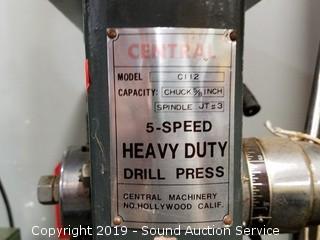 CENTRAL
MODEL C112
CAPACITY: CHUCK 5/8 INCH
SPINDLE JT#3
5-SPEED
HEAVY DUTY
DRILL PRESS
CENTRAL MACHINERY
NO. HOLLYWOOD CALIF.
Copyright 2019 - Sound Auction Service